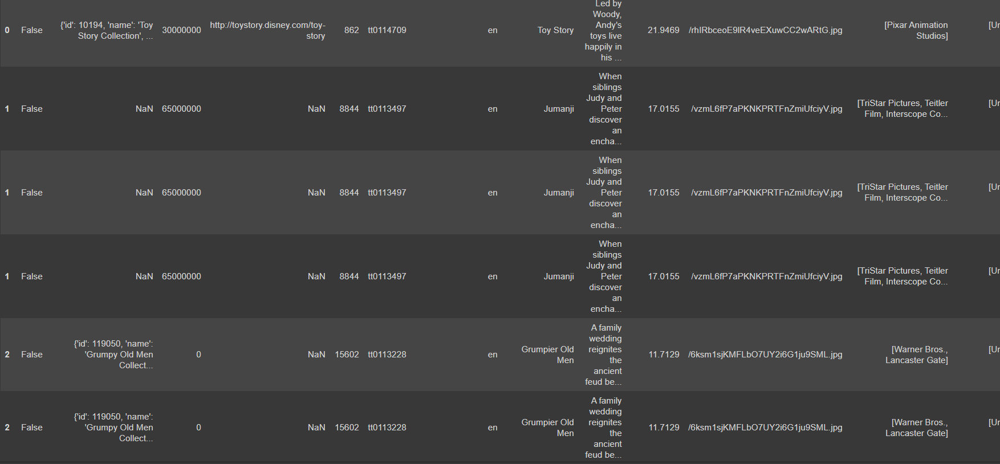 Led by
Woody,
Andy's
0 False {'id': 10194, 'name': 'Toy Story Collection', ... 30000000 http://toystory.disney.com/toy-story 862 tt0114709 en Toy Story toys live 21.9469 /rhIRbceoE9lR4veEXuwCC2wARtG.jpg [Pixar Animation Studios] [Ur
happily in
his ...
When
siblings
Judy and
1 False NaN 65000000 NaN 8844 tt0113497 en Jumanji Peter 17.0155 /vzmL6fP7aPKNKPRTFnZmiUfciyV.jpg [TriStar Pictures, Teitler Film, Interscope Co... [Ur
discover
an
encha...
When
siblings
Judy and
1 False NaN 65000000 NaN 8844 tt0113497 en Jumanji Peter 17.0155 /vzmL6fP7aPKNKPRTFnZmiUfciyV.jpg [TriStar Pictures, Teitler Film, Interscope Co... [Ur
discover
an
encha...
When
siblings
Judy and
1 False NaN 65000000 NaN 8844 tt0113497 en Jumanji Peter 17.0155 /vzmL6fP7aPKNKPRTFnZmiUfciyV.jpg [TriStar Pictures, Teitler Film, Interscope Co... [Ur
discover
an
encha...
A family
wedding
2 False {'id': 119050, 'name': 'Grumpy Old Men Collect... 0 NaN 15602 tt0113228 en Grumpier Old Men reignites 11.7129 /6ksm1sjKMFLbO7UY2i6G1ju9SML.jpg [Warner Bros., Lancaster Gate] [Ur
the
ancient
feud be...
A family
wedding
2 False {'id': 119050, 'name': 'Grumpy Old Men Collect... 0 NaN 15602 tt0113228 en Grumpier Old Men reignites 11.7129 /6ksm1sjKMFLbO7UY2i6G1ju9SML.jpg [Warner Bros., Lancaster Gate] [Ur
the
ancient
feud be...